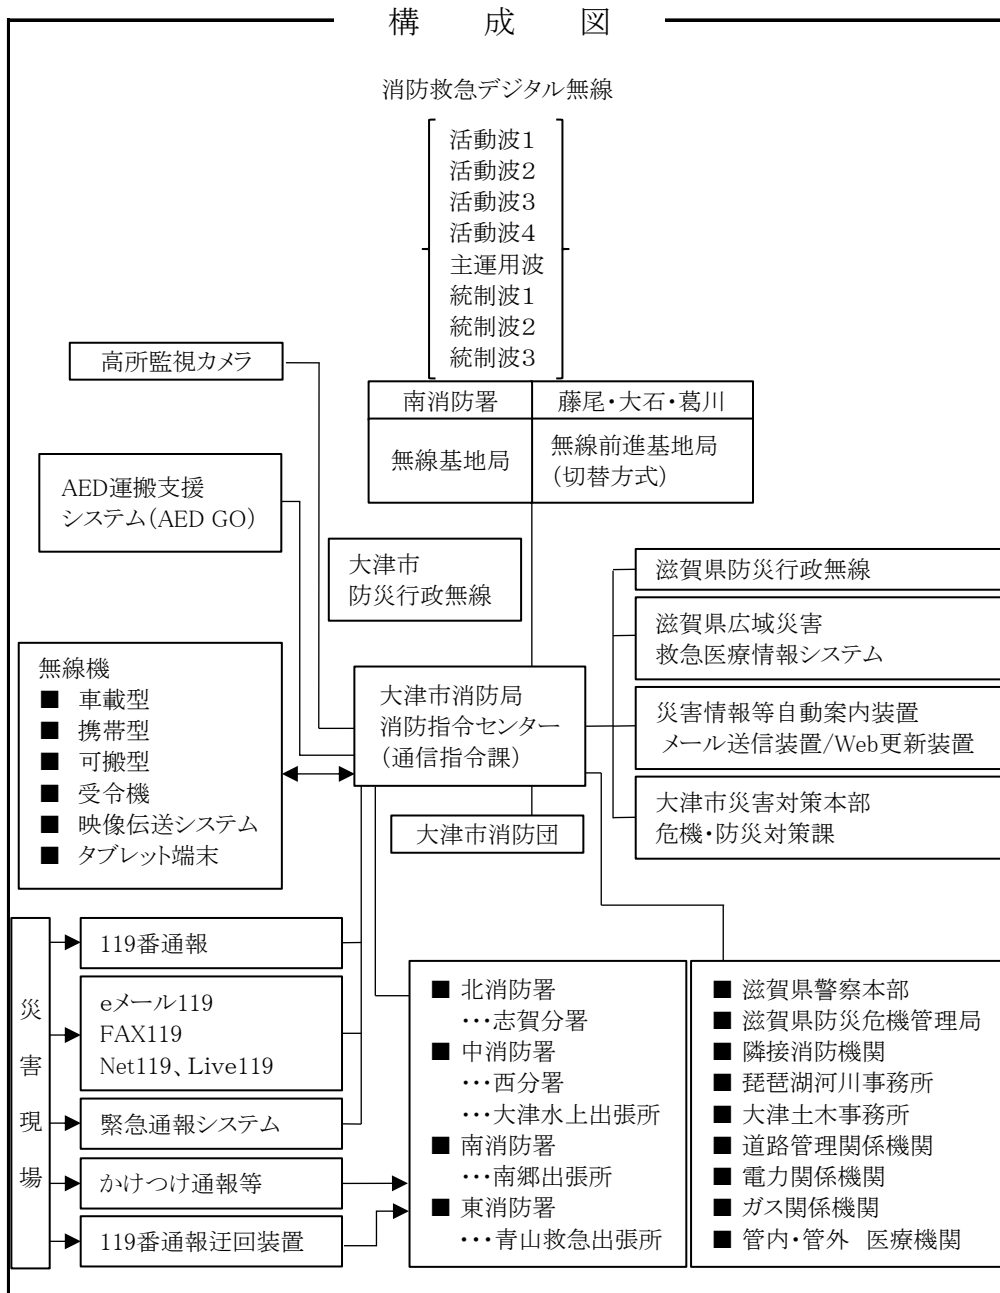 構成図
消防救急デジタル無線
活動波1
活動波2
活動波3
活動波4
主運用波
統制波1
統制波2
統制波3
高所監視カメラ
南消防署
藤尾・大石・葛川
無線基地局
無線前進基地局
(切替方式)
AED運搬支援
システム(AED GO)
大津市
防災行政無線
滋賀県防災行政無線
滋賀県広域災害
救急医療情報システム
無線機
■ 車載型
■ 携帯型
■ 可搬型
■ 受令機
■ 映像伝送システム
■ タブレット端末
大津市消防局
消防指令センター
(通信指令課)
災害情報等自動案内装置
メール送信装置/Web更新装置
大津市消防団
大津市災害対策本部
危機・防災対策課
災害現場
119番通報
eメール119
FAX119
Net119、Live119
緊急通報システム
かけつけ通報等
119番通報迂回装置
■ 北消防署
…志賀分署
■ 中消防署
…西分署
…大津水上出張所
■ 南消防署
…南郷出張所
■ 東消防署
…青山救急出張所
■ 滋賀県警察本部
■ 滋賀県防災危機管理局
■ 隣接消防機関
■ 琵琶湖河川事務所
■ 大津土木事務所
■ 道路管理関係機関
■ 電力関係機関
■ ガス関係機関
■ 管内・管外 医療機関